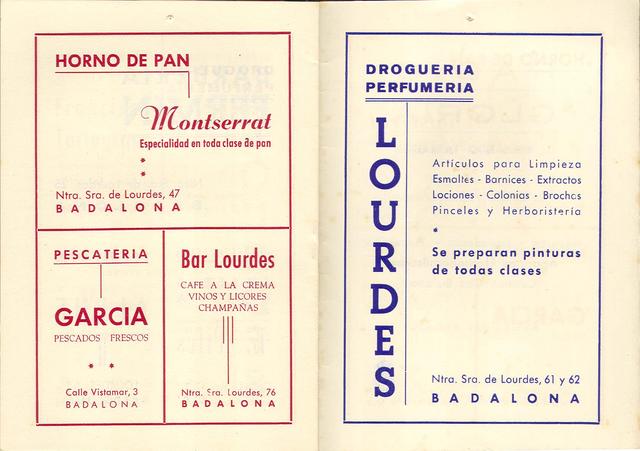 HORNO DE PAN
Montserrat
Especialidad en toda clase de pan
Ntra. Sra. de Lourdes, 47
BADALONA
PESCATERIA
GARCIA
PESCADOS FRESCOS
Calle Vistamar, 3
BADALONA
Bar Lourdes
CAFE A LA CREMA
VINOS Y LICORES
CHAMPAÑAS
Ntra. Sra. Lourdes, 76
BADALONA
DROGUERIA
PERFUMERIA
LOURDES
Artículos para Limpieza
Esmaltes - Barnices - Extractos
Lociones - Colonias - Brochas
Pinceles y Herboristería
Se preparan pinturas
de todas clases
Ntra. Sra. de Lourdes, 61 y 62
BADALONA